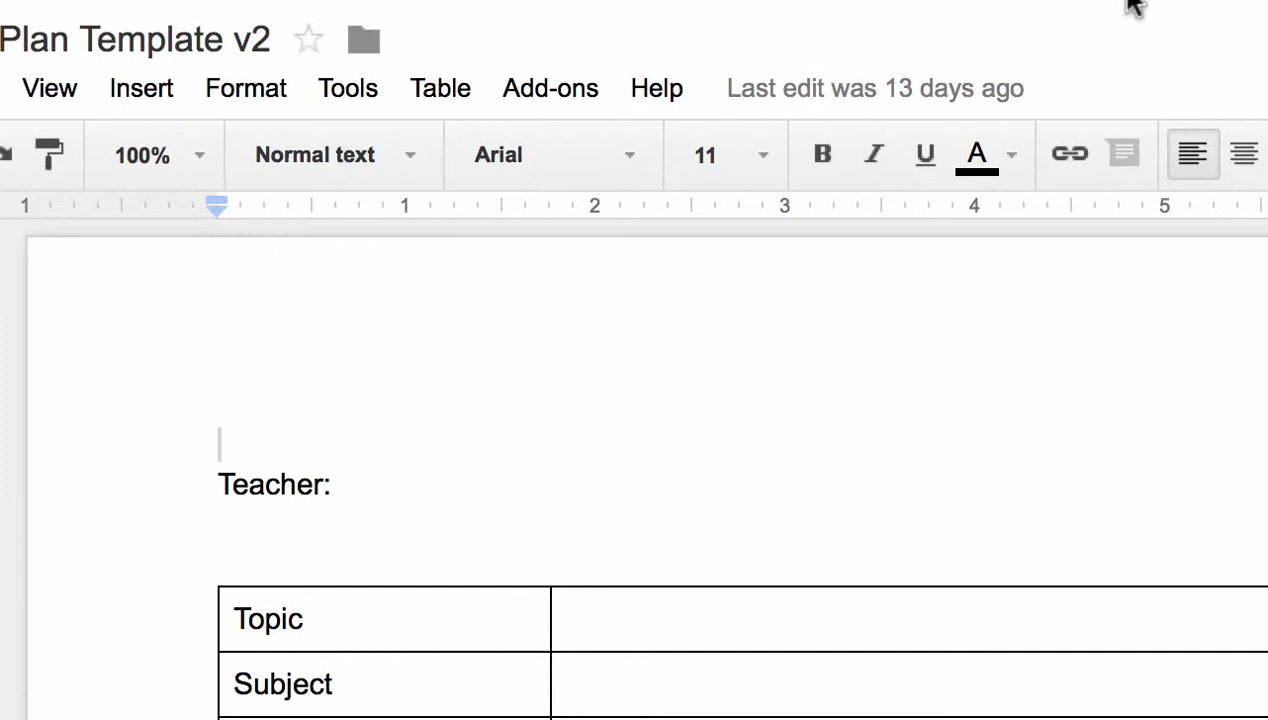 Plan Template v2
View Insert Format Tools Table Add-ons Help Last edit was 13 days ago
100% Normal text Arial 11 B I U A
1 1 2 3 4 5
Teacher:
Topic
Subject